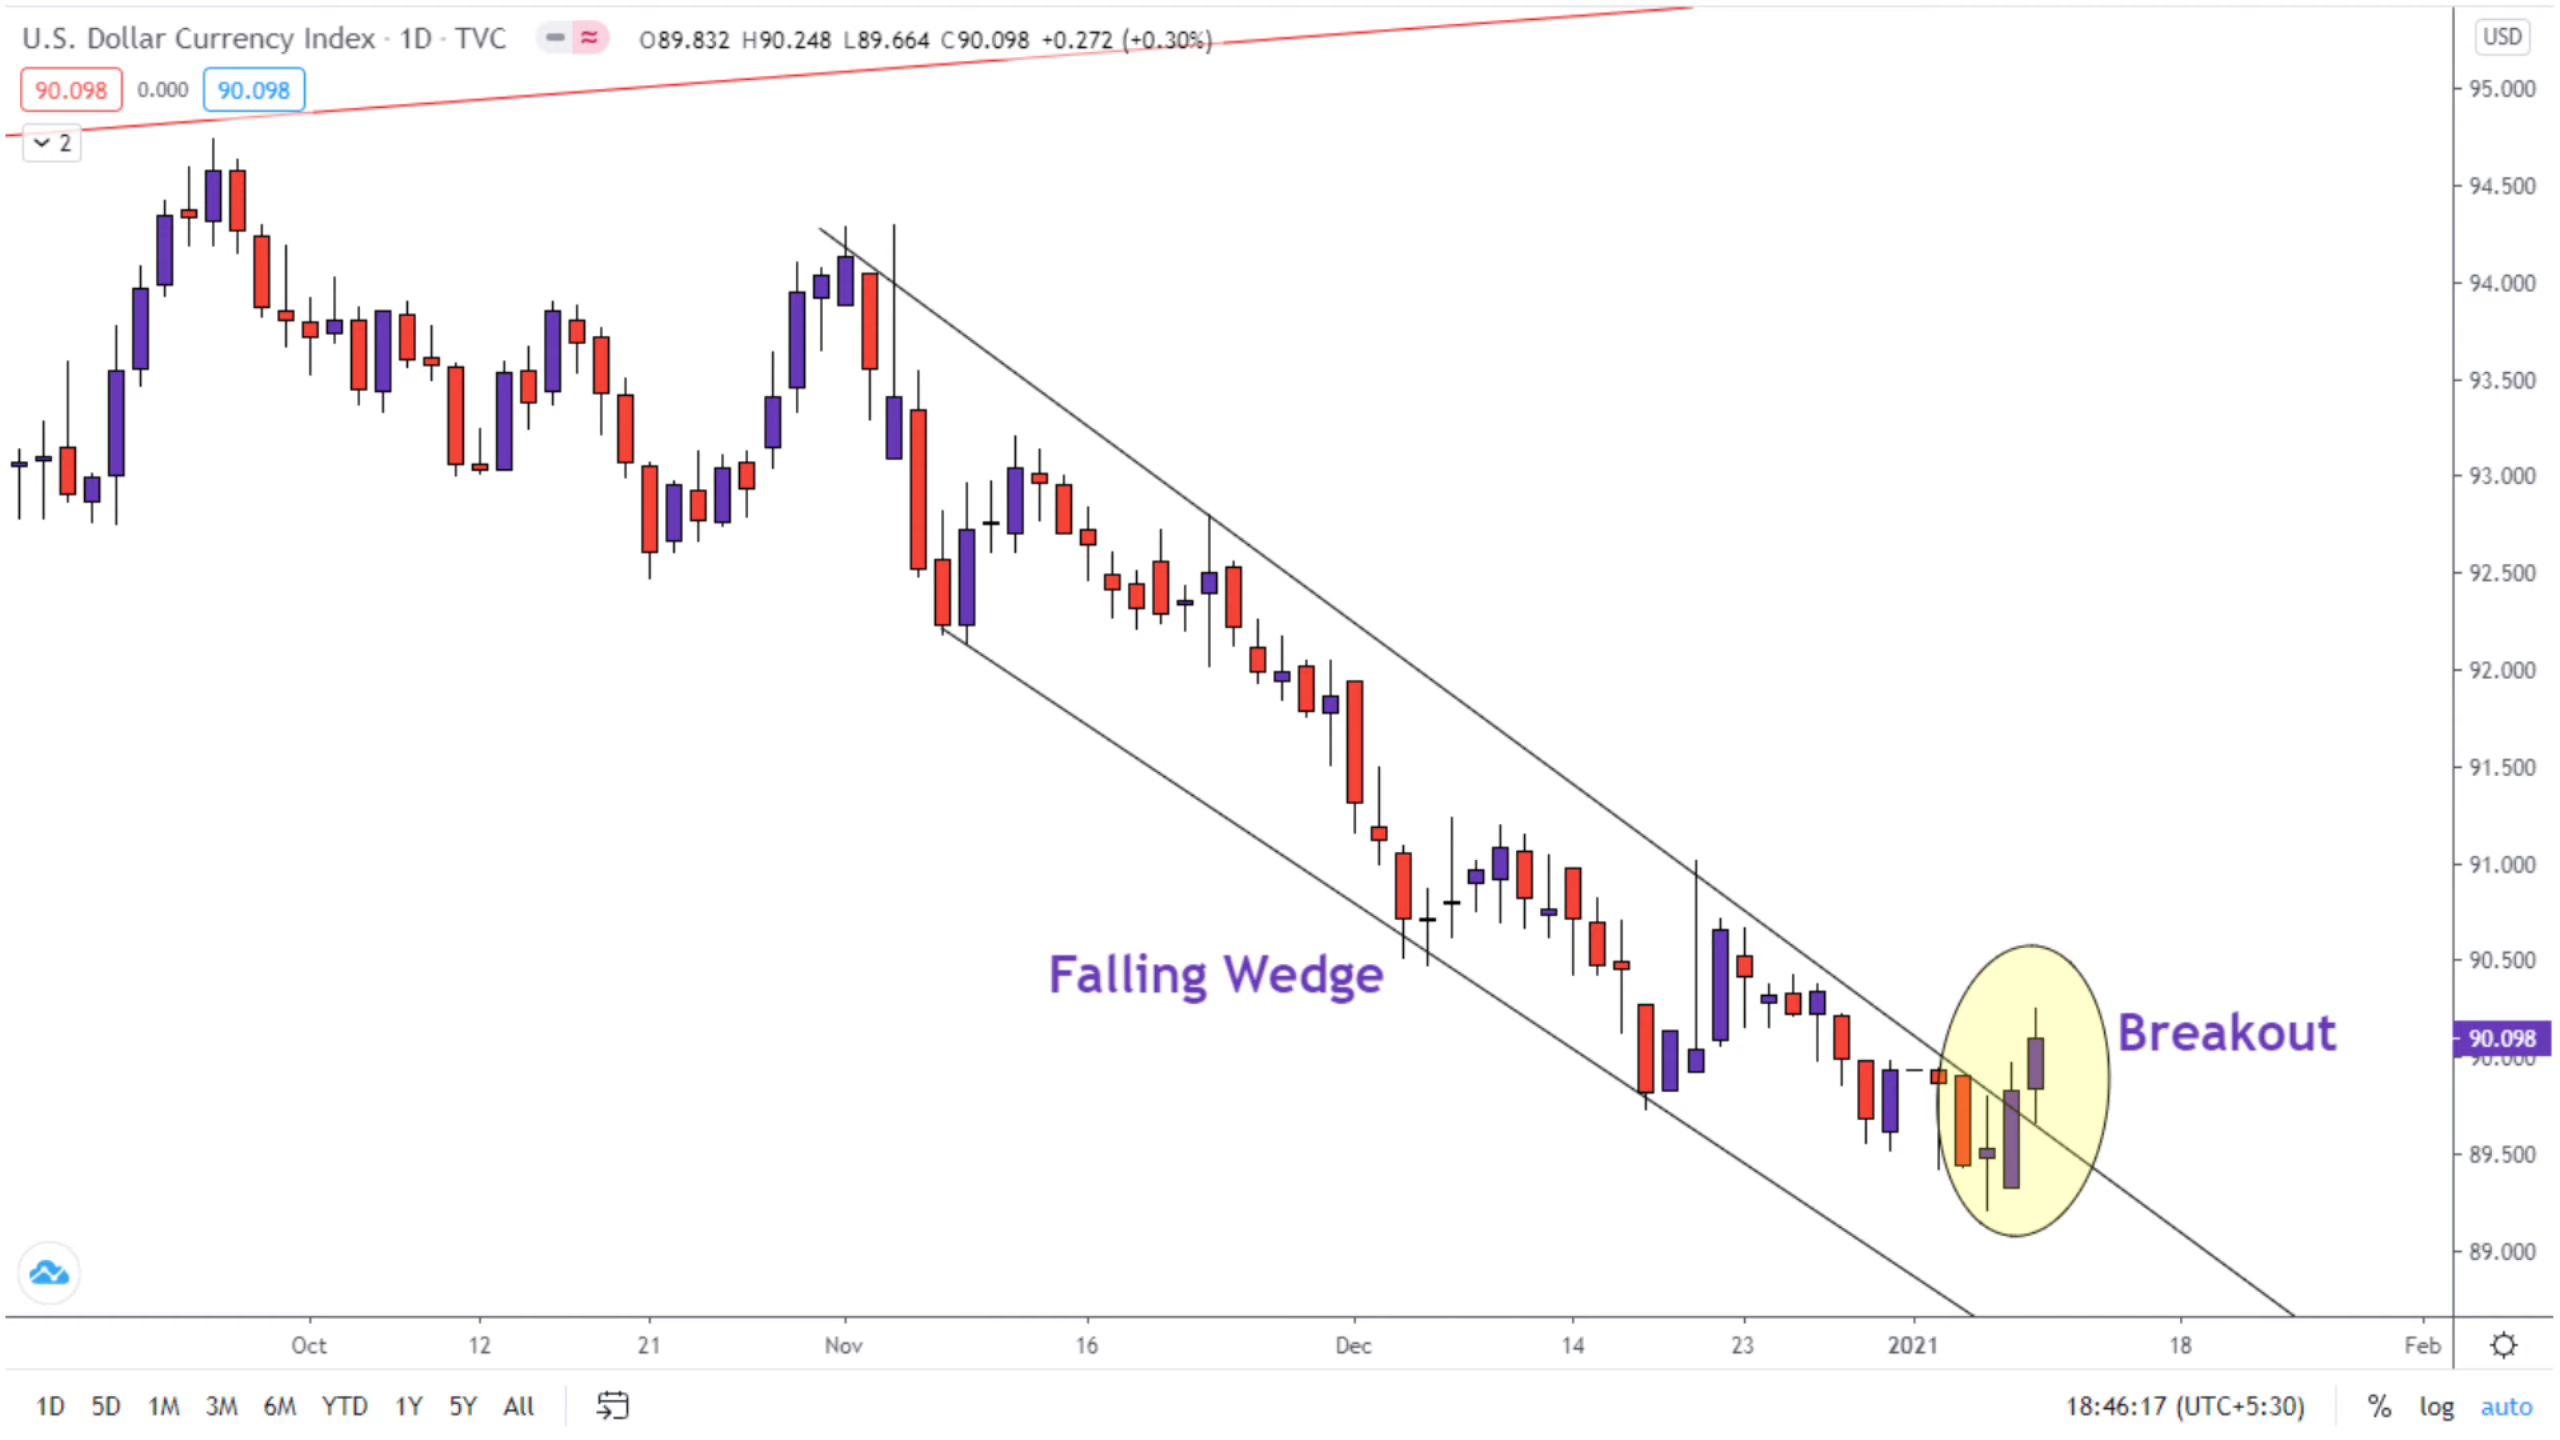 U.S. Dollar Currency Index · 1D · TVC O89.832 H90.248 L89.664 C90.098 +0.272 (+0.30%) USD
90.098 0.000 90.098
2
95.000
94.500
94.000
93.500
93.000
92.500
92.000
91.500
91.000
90.500
90.098
90.000
89.500
89.000
Falling Wedge
Breakout
Oct 12 21 Nov 16 Dec 14 23 2021 18 Feb
1D 5D 1M 3M 6M YTD 1Y 5Y All 18:46:17 (UTC+5:30) % log auto